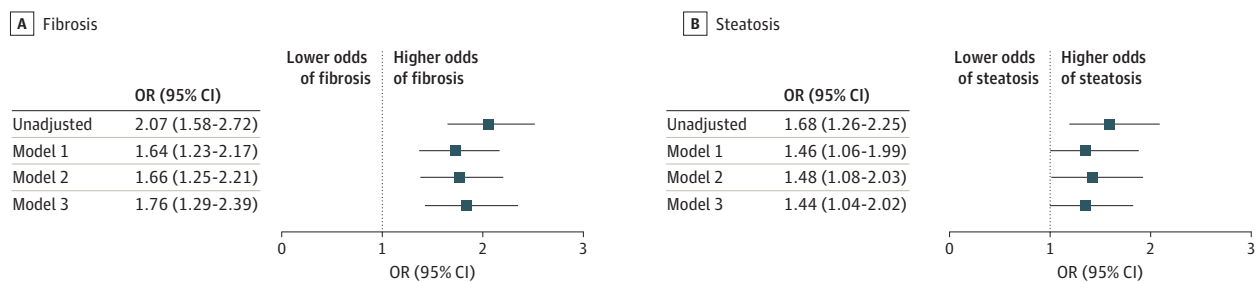 A Fibrosis
Lower odds of fibrosis
Higher odds of fibrosis
OR (95% CI)
Unadjusted 2.07 (1.58-2.72)
Model 1 1.64 (1.23-2.17)
Model 2 1.66 (1.25-2.21)
Model 3 1.76 (1.29-2.39)
0 1 2 3
OR (95% CI)
B Steatosis
Lower odds of steatosis
Higher odds of steatosis
OR (95% CI)
Unadjusted 1.68 (1.26-2.25)
Model 1 1.46 (1.06-1.99)
Model 2 1.48 (1.08-2.03)
Model 3 1.44 (1.04-2.02)
0 1 2 3
OR (95% CI)